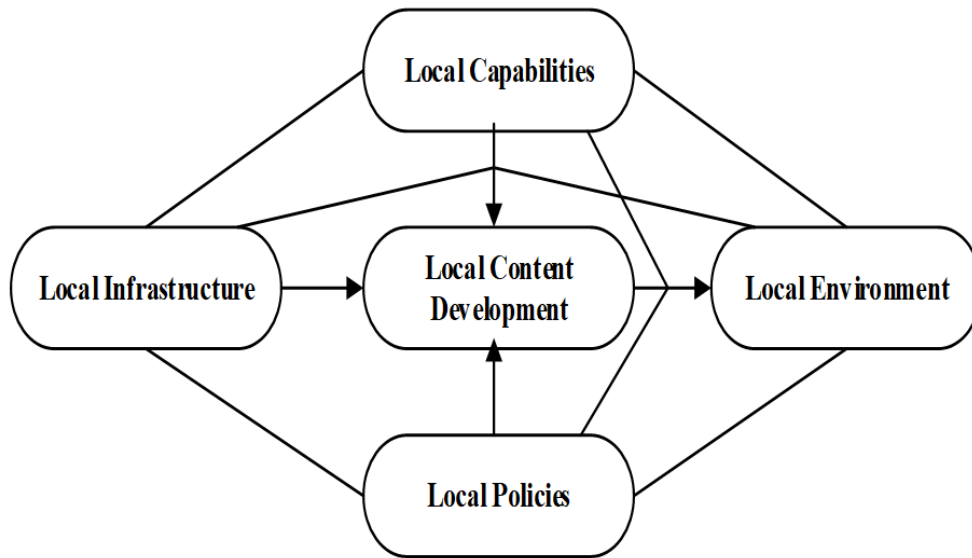 Local Capabilities
Local Infrastructure
Local Content
Development
Local Environment
Local Policies